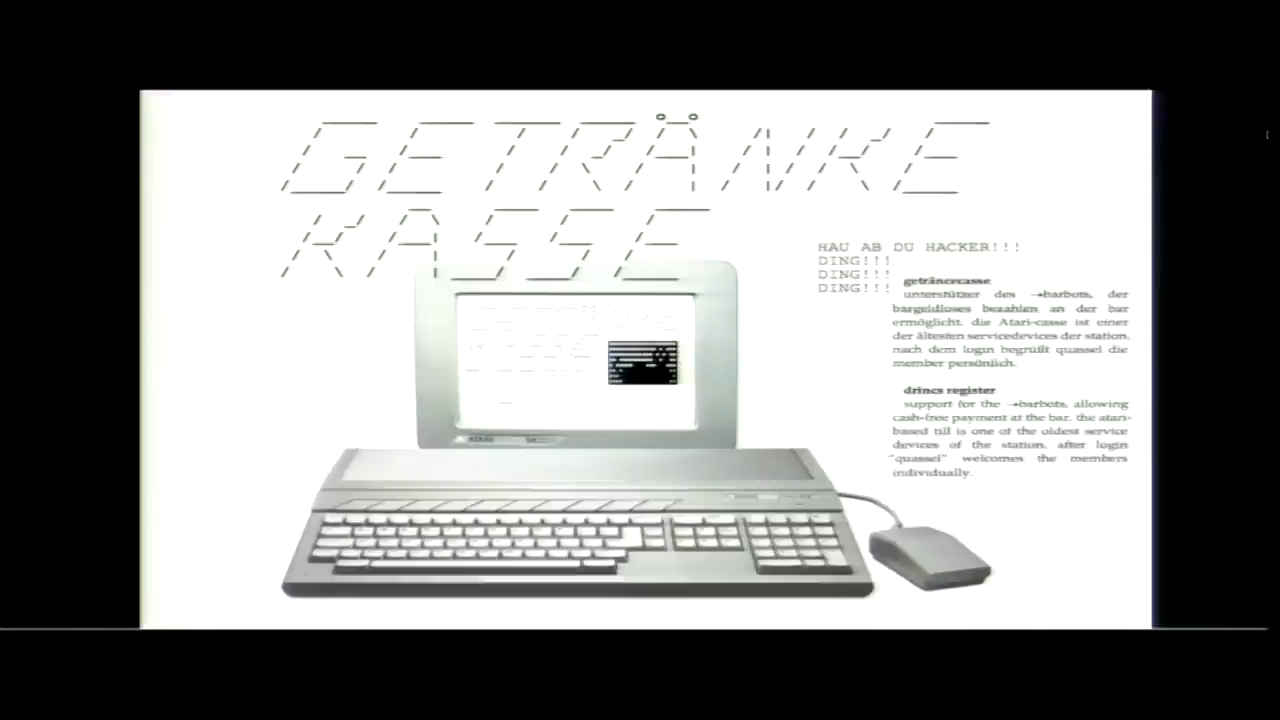 GETRÄNKE
KASSE
HAU AB DU HACKER!!!
DING!!!
DING!!!
DING!!!
geträncecasse
unterstützer des →barbots, der
bargeldloses bezahlen an der bar
ermöglicht. die Atari-casse ist einer
der ältesten servicedevices der station.
nach dem login begrüßt quassel die
member persönlich.
drincs register
support for the →barbots, allowing
cash-free payment at the bar. the atari-
based till is one of the oldest service
devices of the station. after login
"quassel" welcomes the members
individually.
ATARI